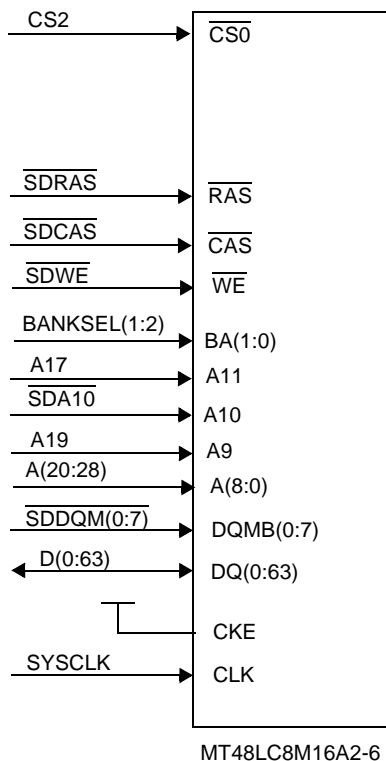 CS2
CS0
SDRAS
RAS
SDCAS
CAS
SDWE
WE
BANKSEL(1:2)
BA(1:0)
A17
A11
SDA10
A10
A19
A9
A(20:28)
A(8:0)
SDDQM(0:7)
DQMB(0:7)
D(0:63)
DQ(0:63)
CKE
SYSCLK
CLK
MT48LC8M16A2-6